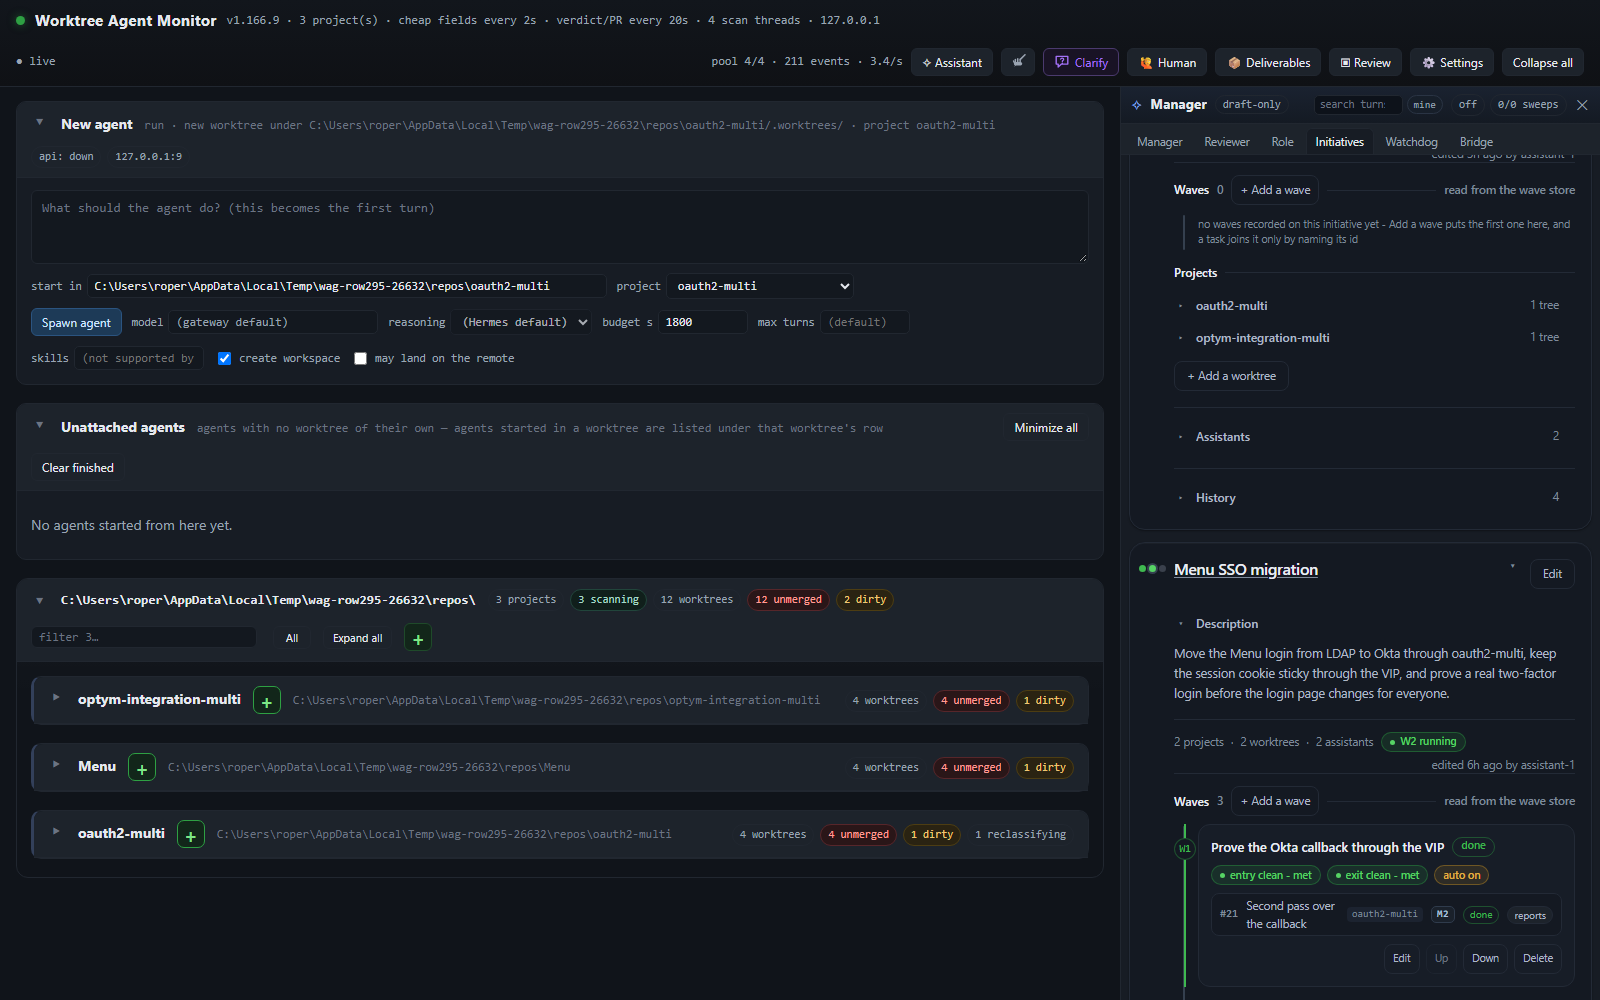 Worktree Agent Monitor v1.166.9 · 3 project(s) · cheap fields every 2s · verdict/PR every 20s · 4 scan threads · 127.0.0.1
live
pool 4/4 · 211 events · 3.4/s
Assistant
Clarify
Human
Deliverables
Review
Settings
Collapse all
New agent run · new worktree under C:\Users\roper\AppData\Local\Temp\wag-row295-26632\repos\oauth2-multi/.worktrees/ · project oauth2-multi
api: down 127.0.0.1:9
What should the agent do? (this becomes the first turn)
start in C:\Users\roper\AppData\Local\Temp\wag-row295-26632\repos\oauth2-multi project oauth2-multi
Spawn agent model (gateway default) reasoning (Hermes default) budget s 1800 max turns (default)
skills (not supported by create workspace may land on the remote
Unattached agents agents with no worktree of their own — agents started in a worktree are listed under that worktree's row Minimize all
Clear finished
No agents started from here yet.
C:\Users\roper\AppData\Local\Temp\wag-row295-26632\repos\ 3 projects 3 scanning 12 worktrees 12 unmerged 2 dirty
filter 3… All Expand all +
optym-integration-multi + C:\Users\roper\AppData\Local\Temp\wag-row295-26632\repos\optym-integration-multi 4 worktrees 4 unmerged 1 dirty
Menu + C:\Users\roper\AppData\Local\Temp\wag-row295-26632\repos\Menu 4 worktrees 4 unmerged 1 dirty
oauth2-multi + C:\Users\roper\AppData\Local\Temp\wag-row295-26632\repos\oauth2-multi 4 worktrees 4 unmerged 1 dirty 1 reclassifying
Manager draft-only search turn: mine off 0/0 sweeps
Manager Reviewer Role Initiatives Watchdog Bridge
edited 5h ago by assistant-1
Waves 0 + Add a wave read from the wave store
no waves recorded on this initiative yet - Add a wave puts the first one here, and
a task joins it only by naming its id
Projects
oauth2-multi 1 tree
optym-integration-multi 1 tree
+ Add a worktree
Assistants 2
History 4
Menu SSO migration Edit
Description
Move the Menu login from LDAP to Okta through oauth2-multi, keep
the session cookie sticky through the VIP, and prove a real two-factor
login before the login page changes for everyone.
2 projects · 2 worktrees · 2 assistants W2 running
edited 6h ago by assistant-1
Waves 3 + Add a wave read from the wave store
W1 Prove the Okta callback through the VIP done
entry clean - met exit clean - met auto on
#21 Second pass over
the callback oauth2-multi M2 done reports
Edit Up Down Delete